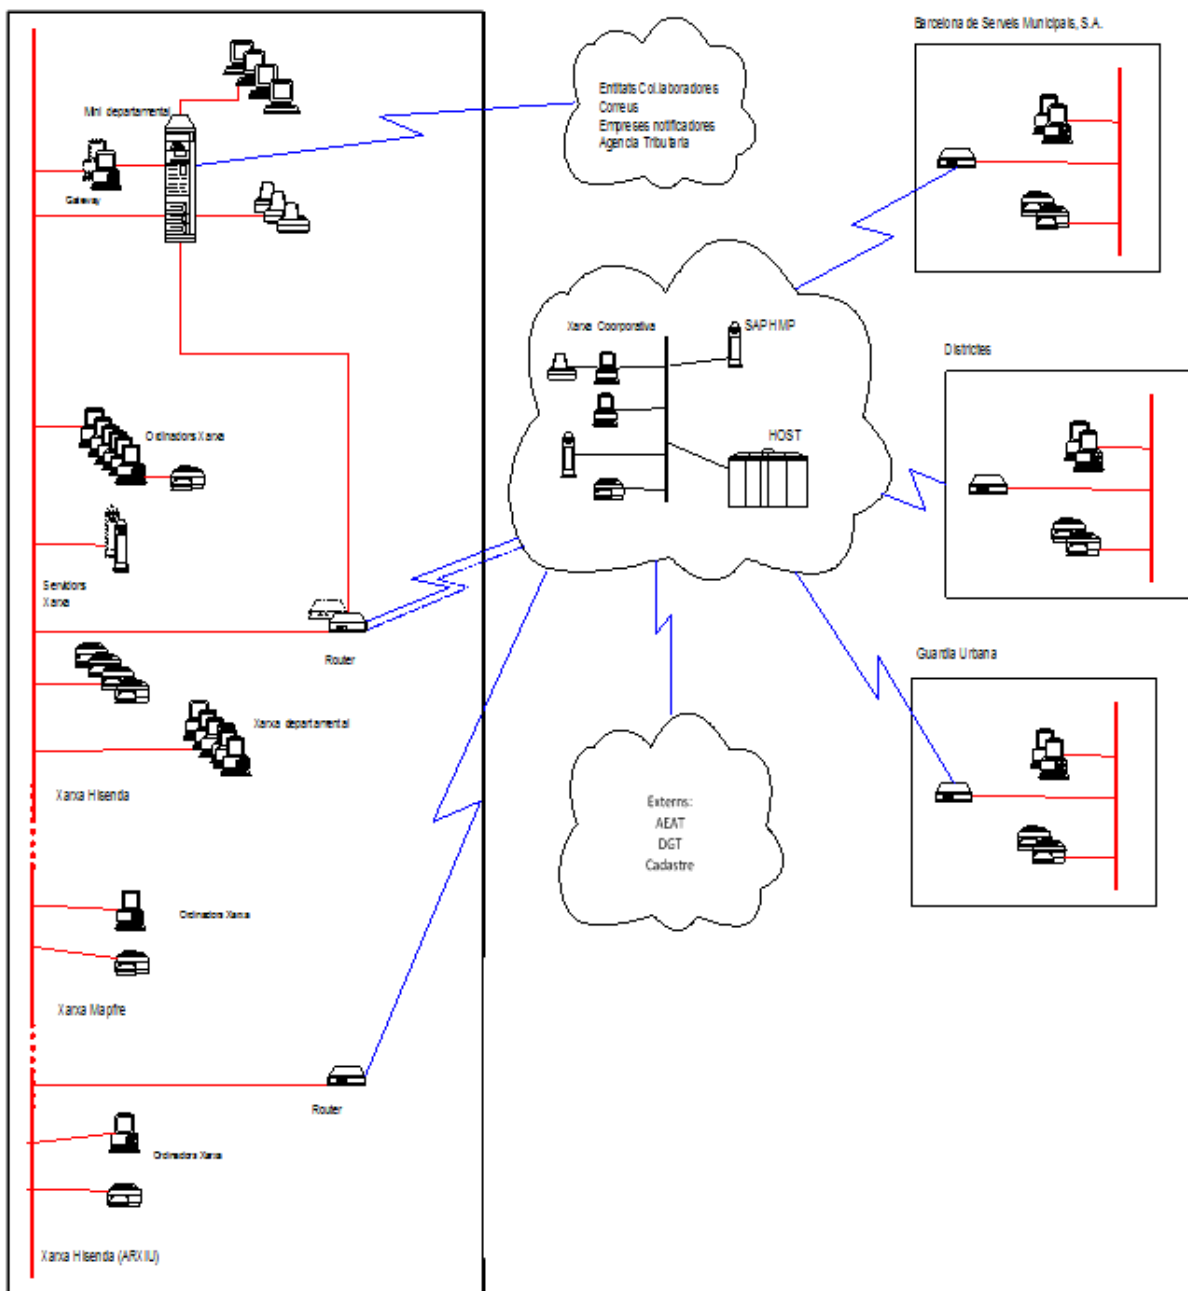 Barcelona de Serveis Municipals, S.A.
Entitats Col.laboradores
Correus
Empreses notificadores
Agencia Tributaria
Mini departamental
Gateway
Xarxa Coorporativa
SAP HMP
HOST
Districtes
Ordinadors Xarxa
Servidors
Xarxa
Router
Guardia Urbana
Xarxa departamental
Xarxa Hisenda
Externs:
AEAT
DGT
Cadastre
Ordinadors Xarxa
Xarxa Mapfre
Router
Ordinadors Xarxa
Xarxa Hisenda (ARXIU)